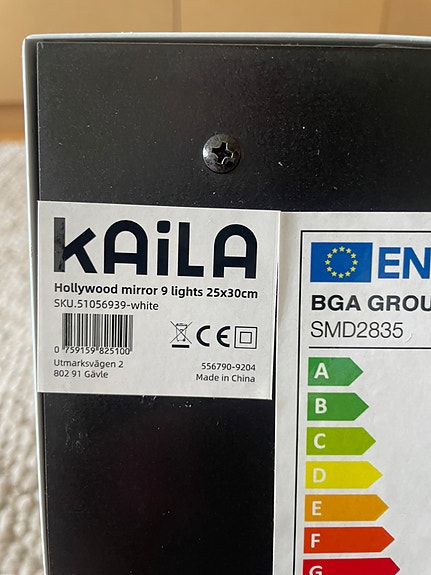 kAiLA
Hollywood mirror 9 lights 25x30cm
SKU.51056939-white
0 759159 825100
Utmarksvägen 2
802 91 Gävle
CE
556790-9204
Made in China
EN
BGA GROU
SMD2835
A
B
C
D
E
F
G